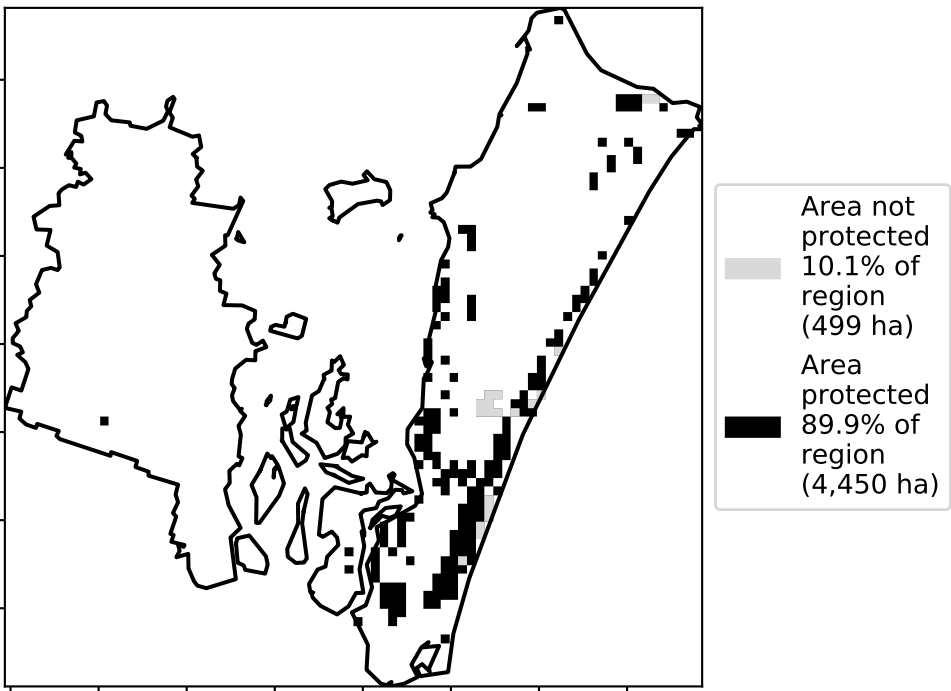 Area not
protected
10.1% of
region
(499 ha)
Area
protected
89.9% of
region
(4,450 ha)